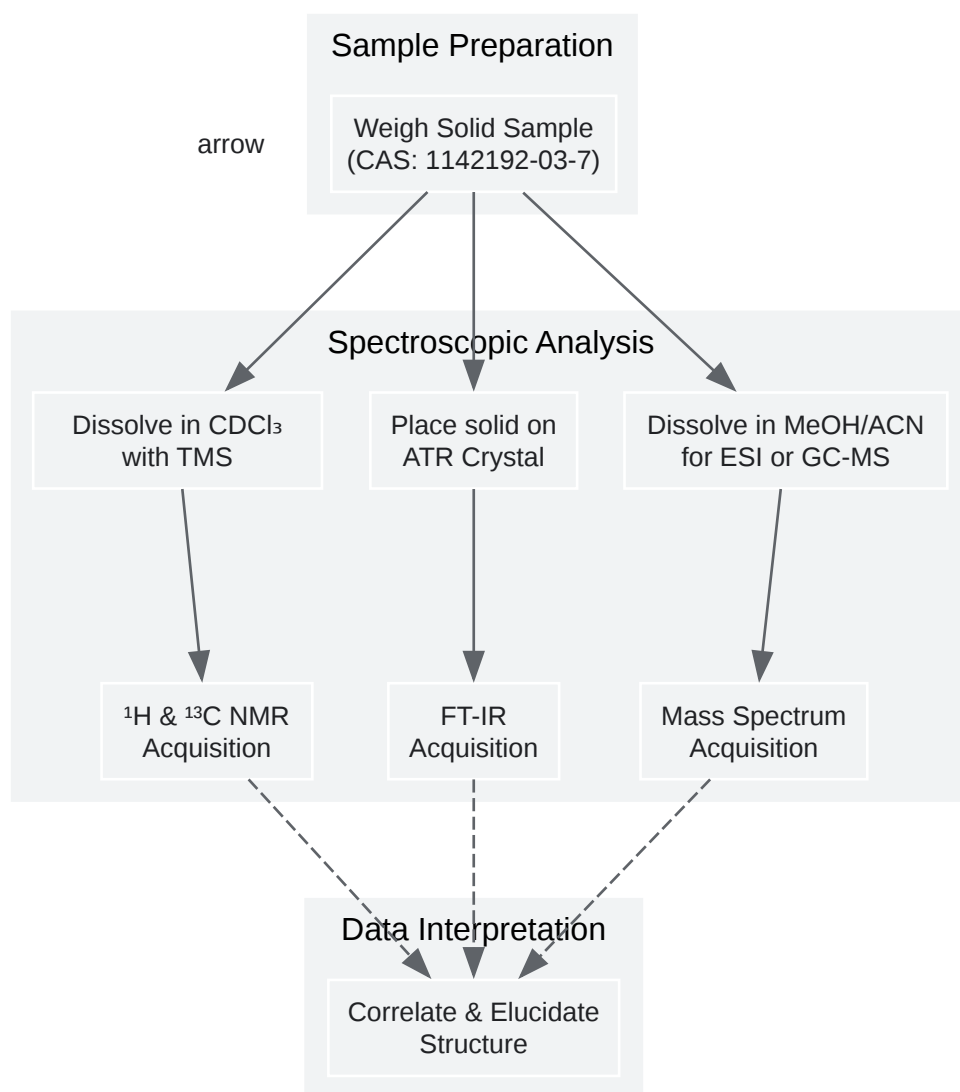 Sample Preparation
arrow
Weigh Solid Sample
(CAS: 1142192-03-7)
Spectroscopic Analysis
Dissolve in CDCl₃
with TMS
Place solid on
ATR Crystal
Dissolve in MeOH/ACN
for ESI or GC-MS
¹H & ¹³C NMR
Acquisition
FT-IR
Acquisition
Mass Spectrum
Acquisition
Data Interpretation
Correlate & Elucidate
Structure